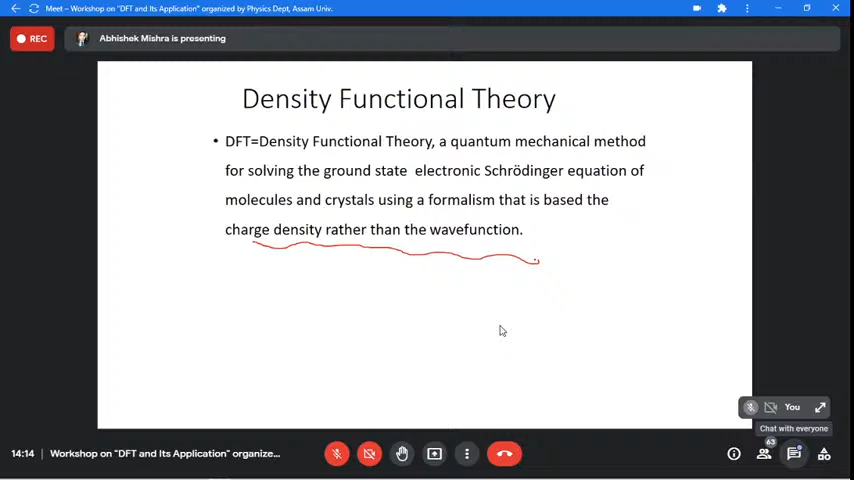 Meet – Workshop on "DFT and Its Application" organized by Physics Dept, Assam Univ.
REC
Abhishek Mishra is presenting
Density Functional Theory
• DFT=Density Functional Theory, a quantum mechanical method
for solving the ground state electronic Schrödinger equation of
molecules and crystals using a formalism that is based the
charge density rather than the wavefunction.
You
Chat with everyone
63
14:14 | Workshop on "DFT and Its Application" organize...